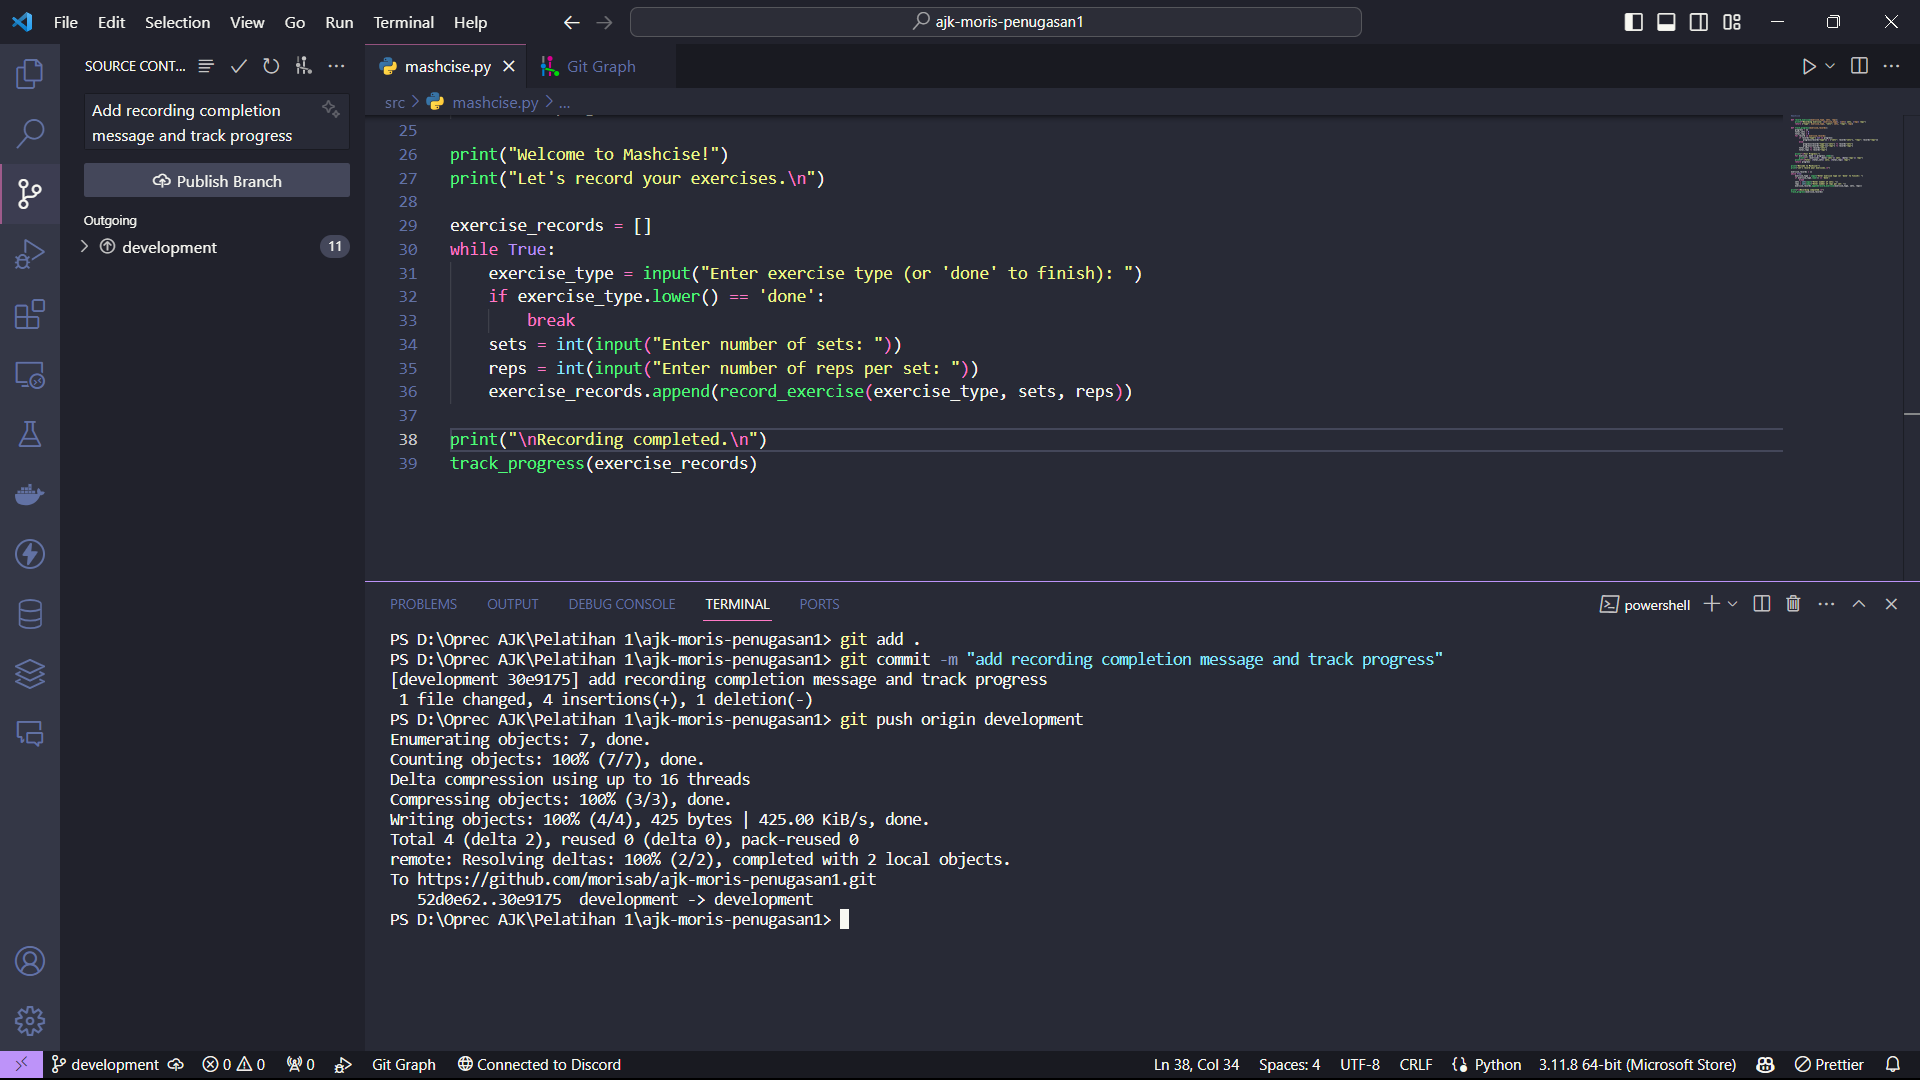 File Edit Selection View Go Run Terminal Help
ajk-moris-penugasan1
SOURCE CONT...
Add recording completion
message and track progress
Publish Branch
Outgoing
development 11
mashcise.py
Git Graph
src > mashcise.py > ...
25
26 print("Welcome to Mashcise!")
27 print("Let's record your exercises.\n")
28
29 exercise_records = []
30 while True:
31 exercise_type = input("Enter exercise type (or 'done' to finish): ")
32 if exercise_type.lower() == 'done':
33 break
34 sets = int(input("Enter number of sets: "))
35 reps = int(input("Enter number of reps per set: "))
36 exercise_records.append(record_exercise(exercise_type, sets, reps))
37
38 print("\nRecording completed.\n")
39 track_progress(exercise_records)
PROBLEMS OUTPUT DEBUG CONSOLE TERMINAL PORTS
powershell
PS D:\Oprec AJK\Pelatihan 1\ajk-moris-penugasan1> git add .
PS D:\Oprec AJK\Pelatihan 1\ajk-moris-penugasan1> git commit -m "add recording completion message and track progress"
[development 30e9175] add recording completion message and track progress
1 file changed, 4 insertions(+), 1 deletion(-)
PS D:\Oprec AJK\Pelatihan 1\ajk-moris-penugasan1> git push origin development
Enumerating objects: 7, done.
Counting objects: 100% (7/7), done.
Delta compression using up to 16 threads
Compressing objects: 100% (3/3), done.
Writing objects: 100% (4/4), 425 bytes | 425.00 KiB/s, done.
Total 4 (delta 2), reused 0 (delta 0), pack-reused 0
remote: Resolving deltas: 100% (2/2), completed with 2 local objects.
To https://github.com/morisab/ajk-moris-penugasan1.git
52d0e62..30e9175 development -> development
PS D:\Oprec AJK\Pelatihan 1\ajk-moris-penugasan1>
development 0 0 0 Git Graph Connected to Discord Ln 38, Col 34 Spaces: 4 UTF-8 CRLF Python 3.11.8 64-bit (Microsoft Store) Prettier